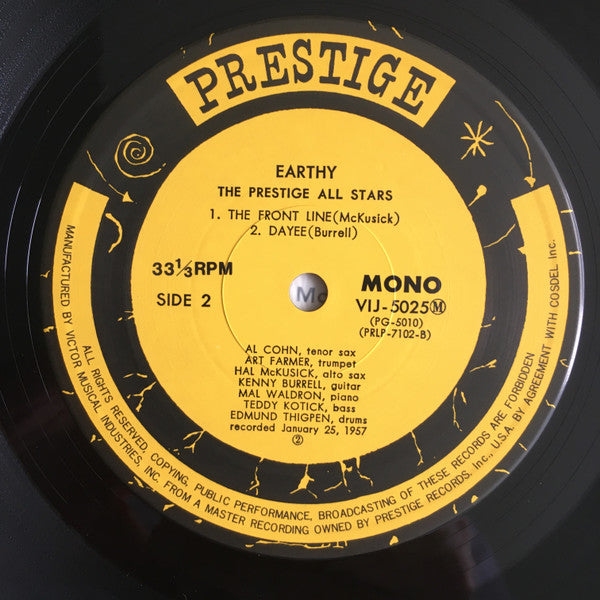 PRESTIGE
EARTHY
THE PRESTIGE ALL STARS
1. THE FRONT LINE (McKusick)
2. DAYEE (Burrell)
33⅓ RPM
SIDE 2
MONO
VIJ-5025Ⓜ
(PG-5010)
(PRLP-7102-B)
AL COHN, tenor sax
ART FARMER, trumpet
HAL McKUSICK, alto sax
KENNY BURRELL, guitar
MAL WALDRON, piano
TEDDY KOTICK, bass
EDMUND THIGPEN, drums
recorded January 25, 1957
②
ALL RIGHTS RESERVED, COPYING, PUBLIC PERFORMANCE, BROADCASTING OF THESE RECORDS ARE FORBIDDEN
MANUFACTURED BY VICTOR MUSICAL INDUSTRIES, INC. FROM A MASTER RECORDING OWNED BY PRESTIGE RECORDS, Inc., U.S.A. BY AGREEMENT WITH COSDEL Inc.